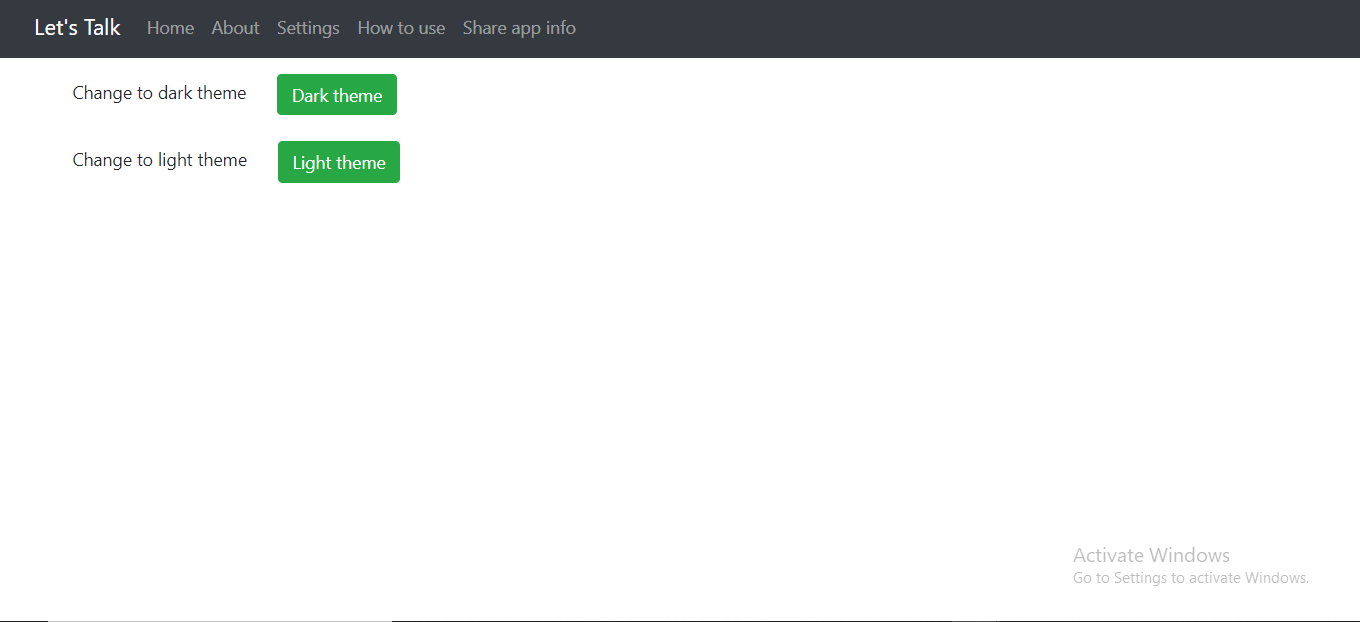 Let's Talk Home About Settings How to use Share app info
Change to dark theme Dark theme
Change to light theme Light theme
Activate Windows
Go to Settings to activate Windows.